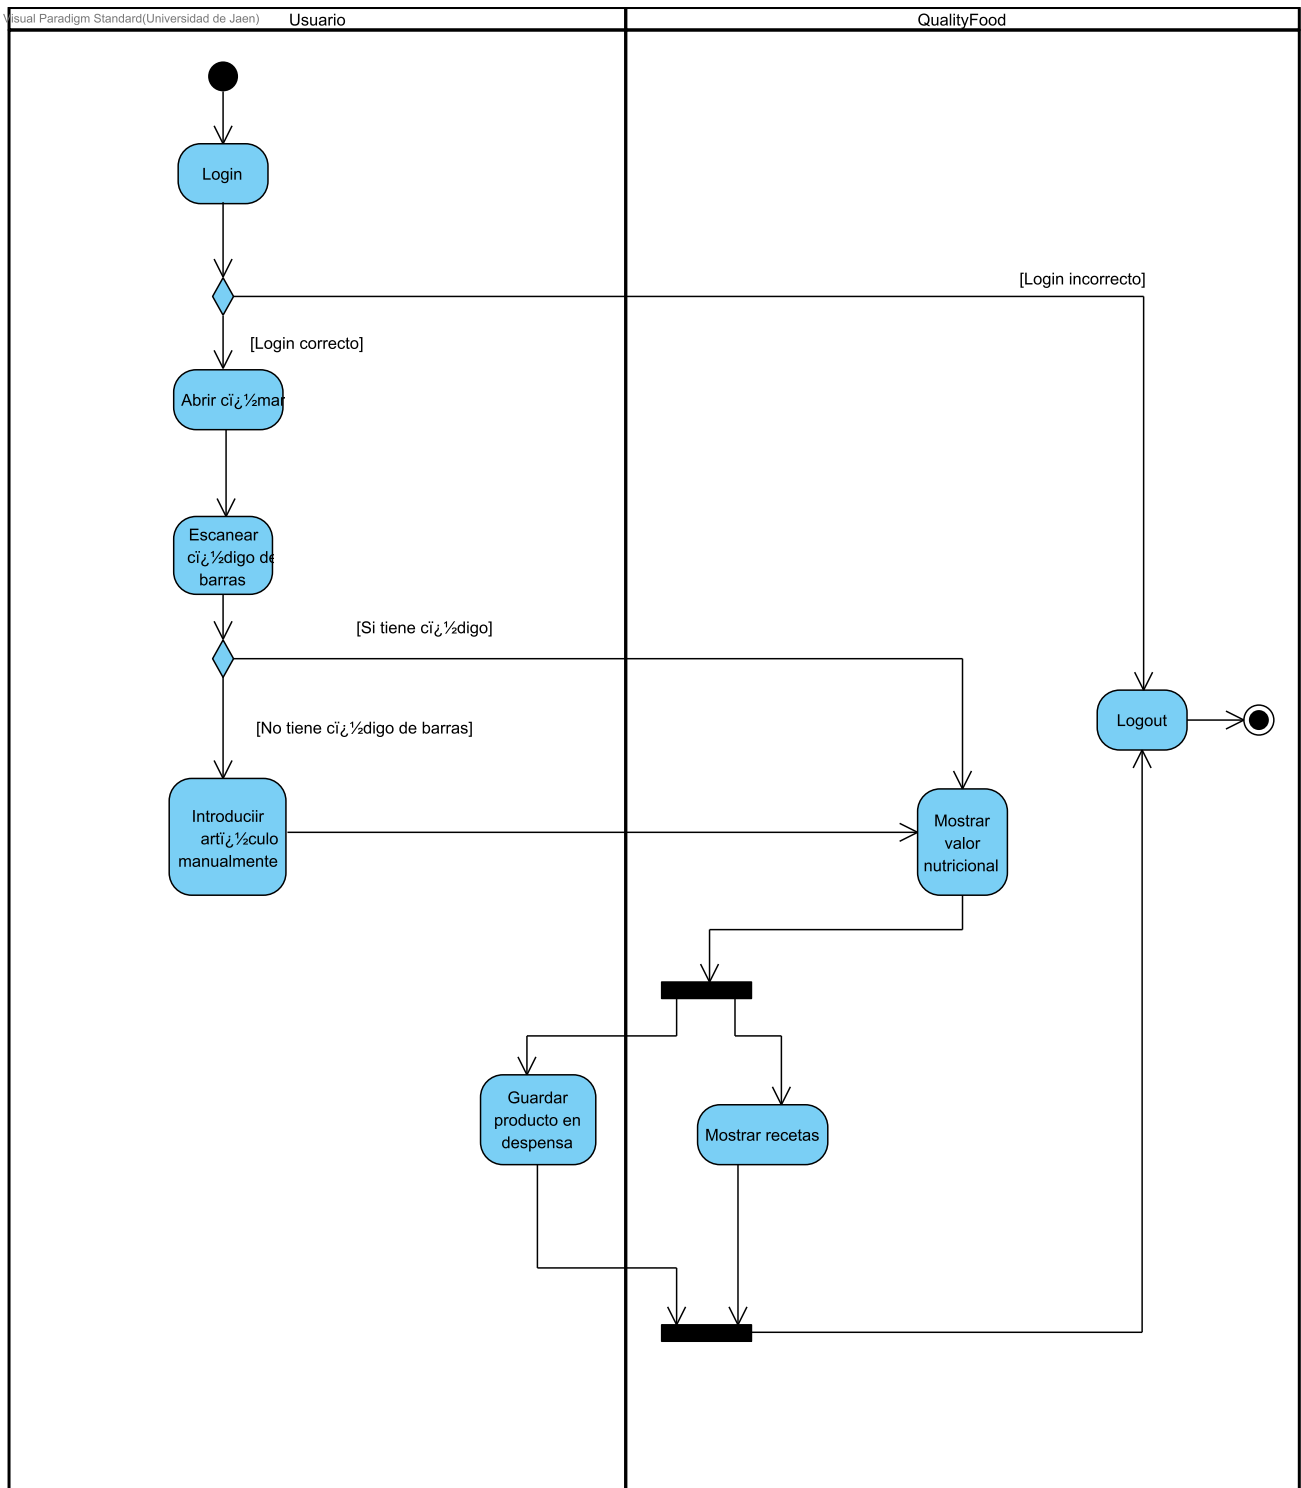 Visual Paradigm Standard(Universidad de Jaen)
Usuario
QualityFood
Login
[Login incorrecto]
[Login correcto]
Abrir cï¿½mar
Escanear
cï¿½digo de
barras
[Si tiene cï¿½digo]
[No tiene cï¿½digo de barras]
Logout
Introduciir
artï¿½culo
manualmente
Mostrar
valor
nutricional
Guardar
producto en
despensa
Mostrar recetas